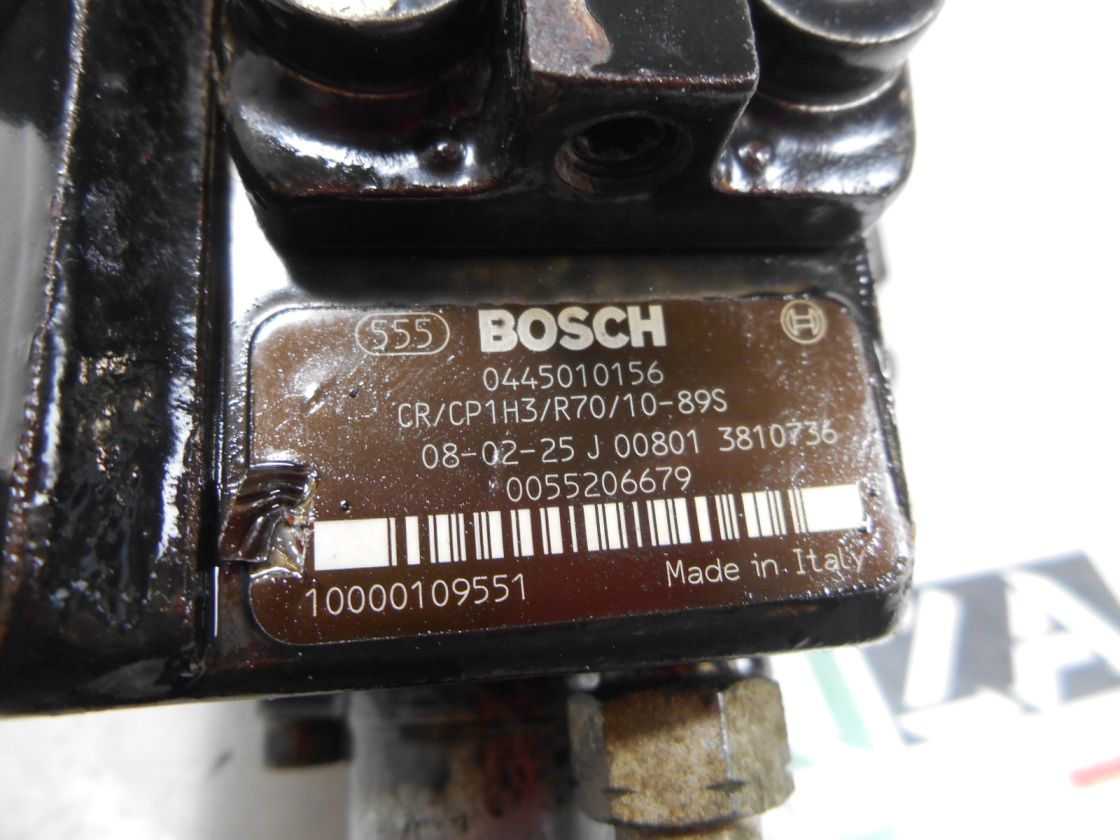 555 BOSCH
0445010156
CR/CP1H3/R70/10-89S
08-02-25 J 00801 3810736
0055206679
10000109551 Made in Italy